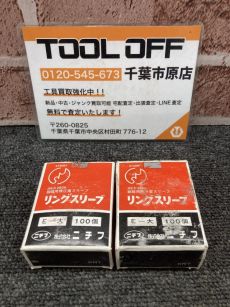 TOOL OFF
0120-545-673 千葉市原店
工具買取強化中!!
新品・中古・ジャンク買取可能 宅配査定・出張査定・LINE査定
無料で査定いたします!
〒260-0825
千葉県千葉市中央区村田町 776-12
リングスリーブ
E-大 100個
ニチフ
リングスリーブ
E-大 100個
ニチフ